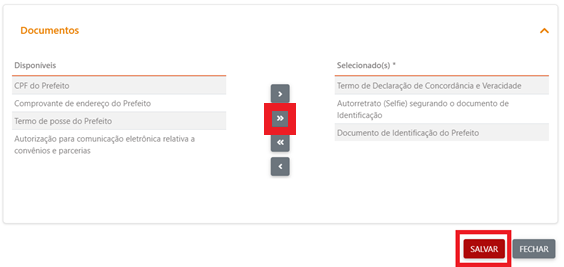 Documentos
Disponíveis
CPF do Prefeito
Comprovante de endereço do Prefeito
Termo de posse do Prefeito
Autorização para comunicação eletrônica relativa a
convênios e parcerias
>
»
«
<
Selecionado(s) *
Termo de Declaração de Concordância e Veracidade
Autorretrato (Selfie) segurando o documento de
Identificação
Documento de Identificação do Prefeito
SALVAR
FECHAR